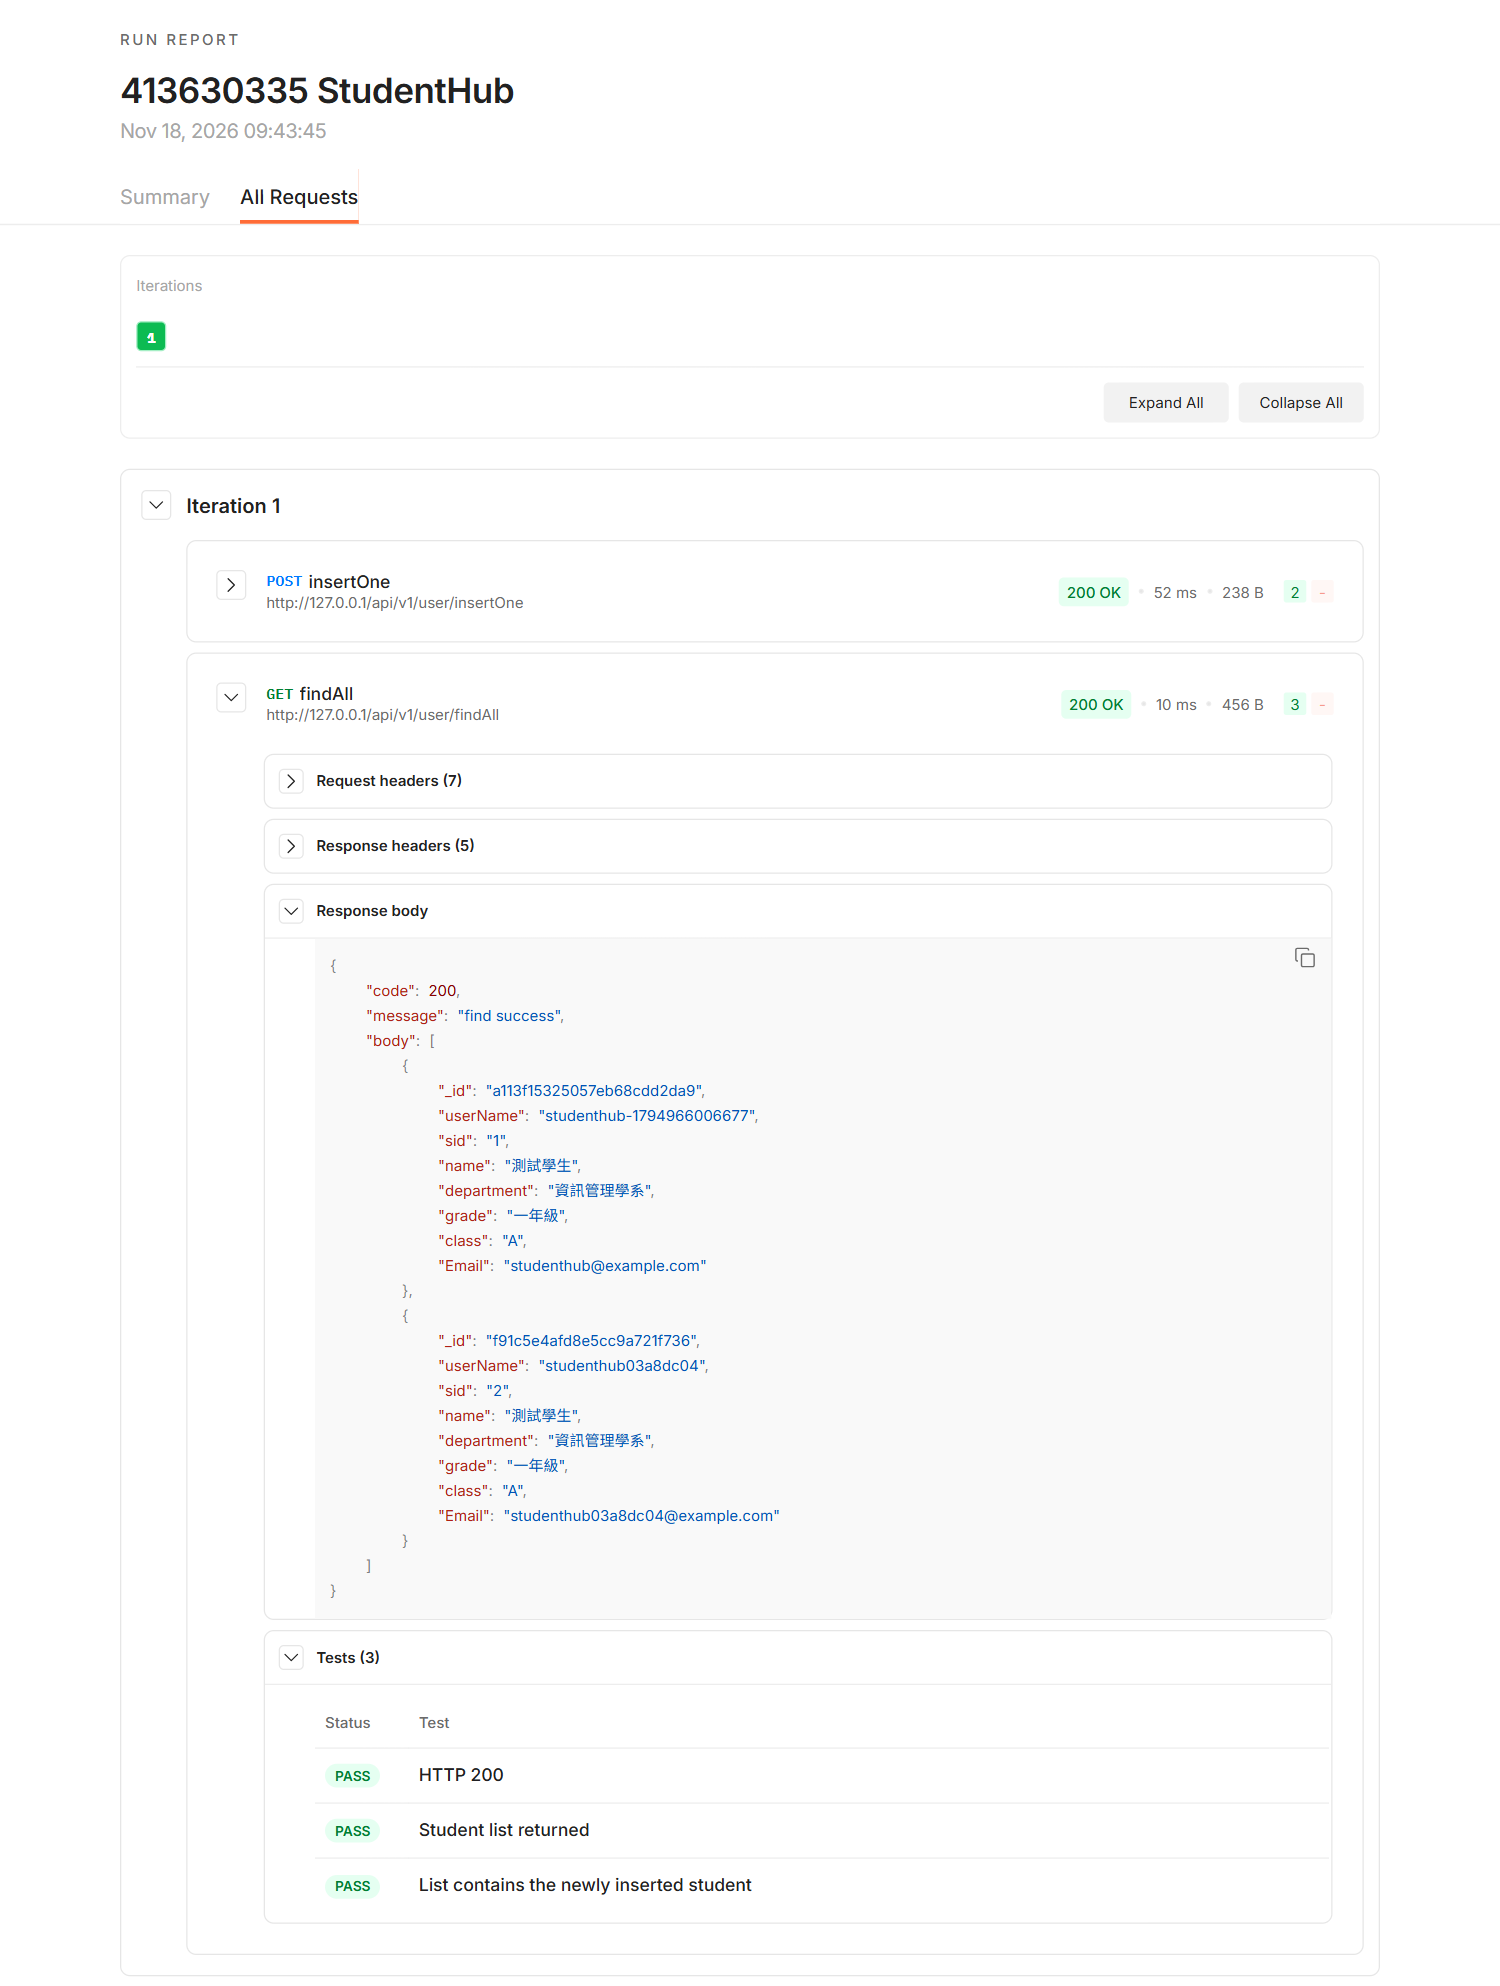 RUN REPORT
413630335 StudentHub
Nov 18, 2026 09:43:45
Summary All Requests
Iterations
1
Expand All Collapse All
Iteration 1
POST insertOne
http://127.0.0.1/api/v1/user/insertOne
200 OK • 52 ms • 238 B 2 -
GET findAll
http://127.0.0.1/api/v1/user/findAll
200 OK • 10 ms • 456 B 3 -
Request headers (7)
Response headers (5)
Response body
{
"code": 200,
"message": "find success",
"body": [
{
"_id": "a113f15325057eb68cdd2da9",
"userName": "studenthub-1794966006677",
"sid": "1",
"name": "測試學生",
"department": "資訊管理學系",
"grade": "一年級",
"class": "A",
"Email": "studenthub@example.com"
},
{
"_id": "f91c5e4afd8e5cc9a721f736",
"userName": "studenthub03a8dc04",
"sid": "2",
"name": "測試學生",
"department": "資訊管理學系",
"grade": "一年級",
"class": "A",
"Email": "studenthub03a8dc04@example.com"
}
]
}
Tests (3)
Status Test
PASS HTTP 200
PASS Student list returned
PASS List contains the newly inserted student